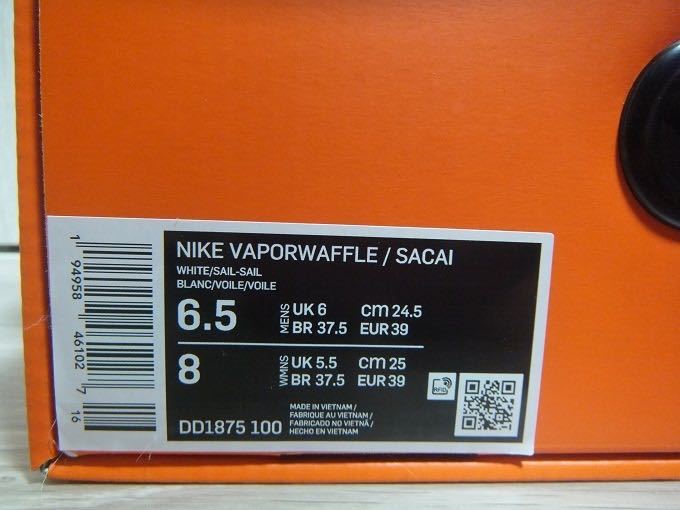 NIKE VAPORWAFFLE / SACAI
WHITE/SAIL-SAIL
BLANC/VOILE/VOILE
6.5 MENS UK 6 cm 24.5
BR 37.5 EUR 39
8 WMNS UK 5.5 cm 25
BR 37.5 EUR 39
MADE IN VIETNAM /
FABRIQUE AU VIETNAM /
FABRICADO NO VIETNÃ /
HECHO EN VIETNAM
DD1875 100
RFID
1 94958 46102 7 16